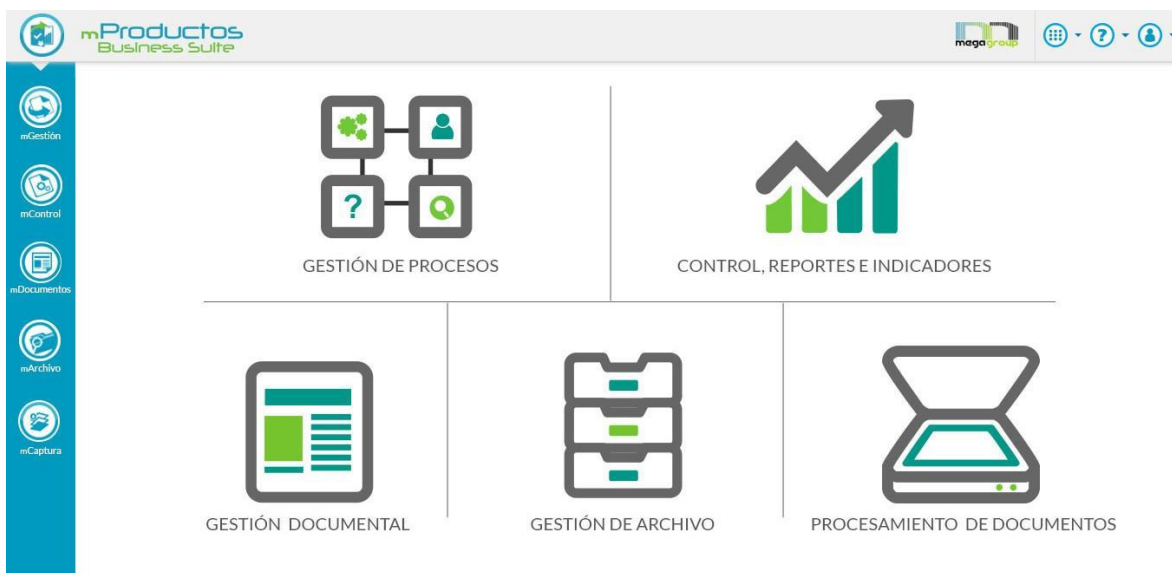 mProductos
Business Suite
megagroup
?
mGestión
mControl
mDocumentos
mArchivo
mCaptura
?
GESTIÓN DE PROCESOS
CONTROL, REPORTES E INDICADORES
GESTIÓN DOCUMENTAL
GESTIÓN DE ARCHIVO
PROCESAMIENTO DE DOCUMENTOS